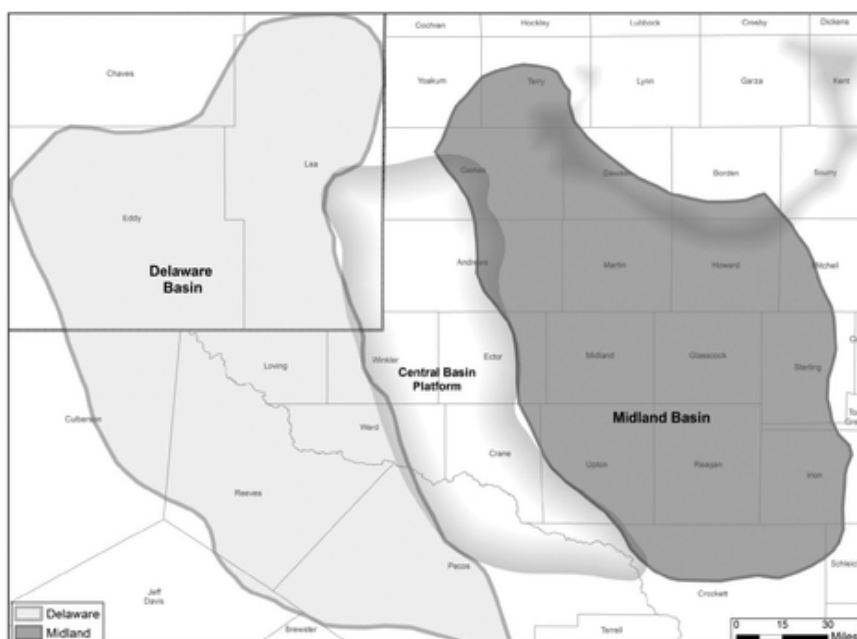 Cochran
Hockley
Lubbock
Crosby
Dickens
Chaves
Yoakum
Terry
Lynn
Garza
Kent
Lea
Gaines
Dawson
Borden
Scurry
Eddy
Delaware
Basin
Andrews
Martin
Howard
Mitchell
Loving
Winkler
Ector
Midland
Glasscock
Sterling
Central Basin
Platform
Culberson
Ward
Crane
Midland Basin
Upton
Reagan
Irion
Reeves
Pecos
Schleich
Jeff
Davis
Crockett
Delaware
Midland
Brewster
Terrell
0 15 30
Miles